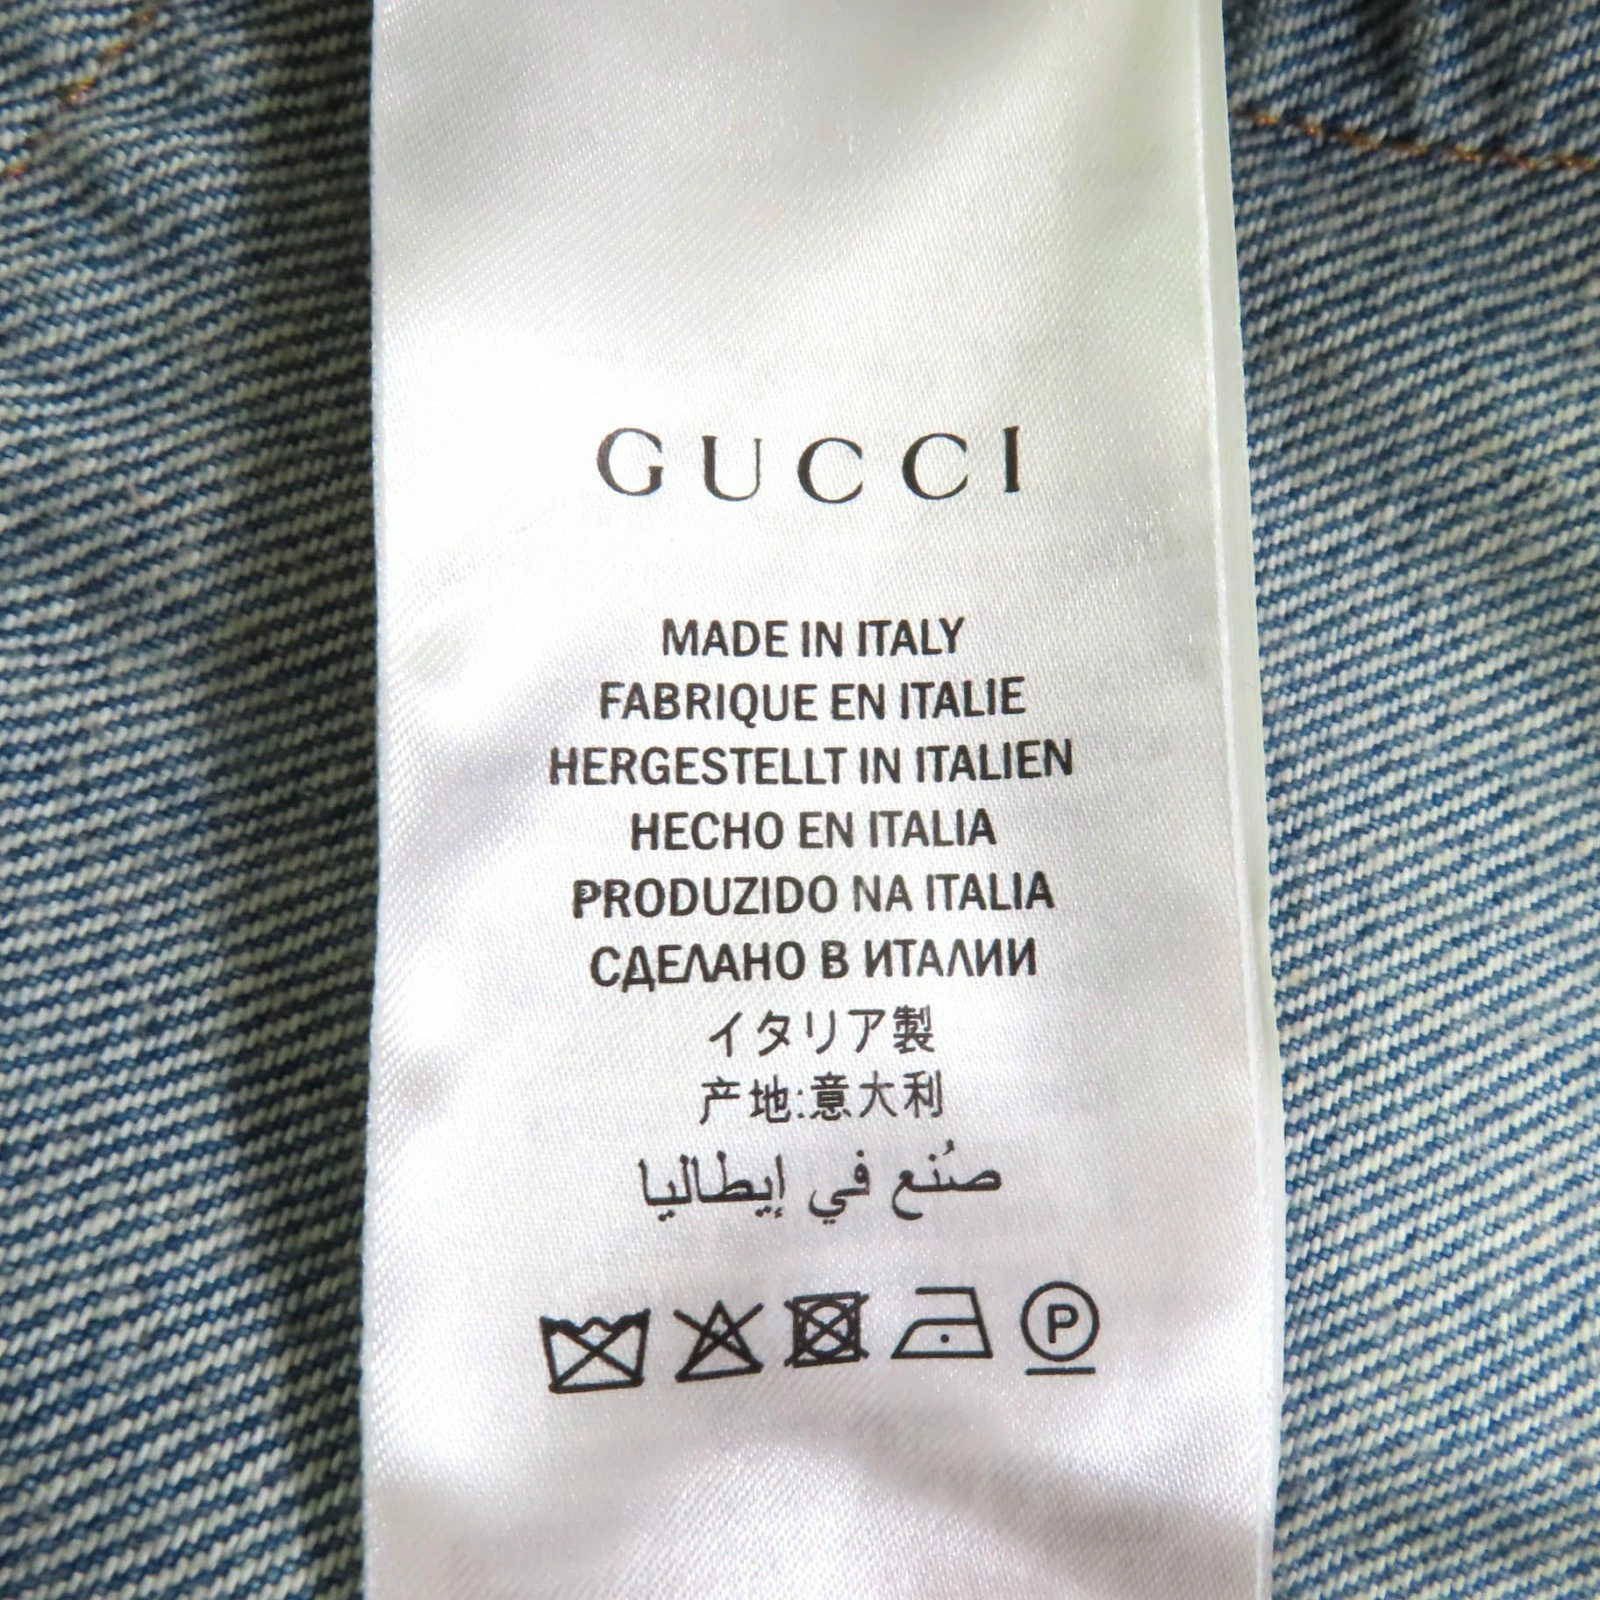 GUCCI
MADE IN ITALY
FABRIQUE EN ITALIE
HERGESTELLT IN ITALIEN
HECHO EN ITALIA
PRODUZIDO NA ITALIA
СДЕЛАНО В ИТАЛИИ
イタリア製
产地:意大利
صُنع في إيطاليا
P